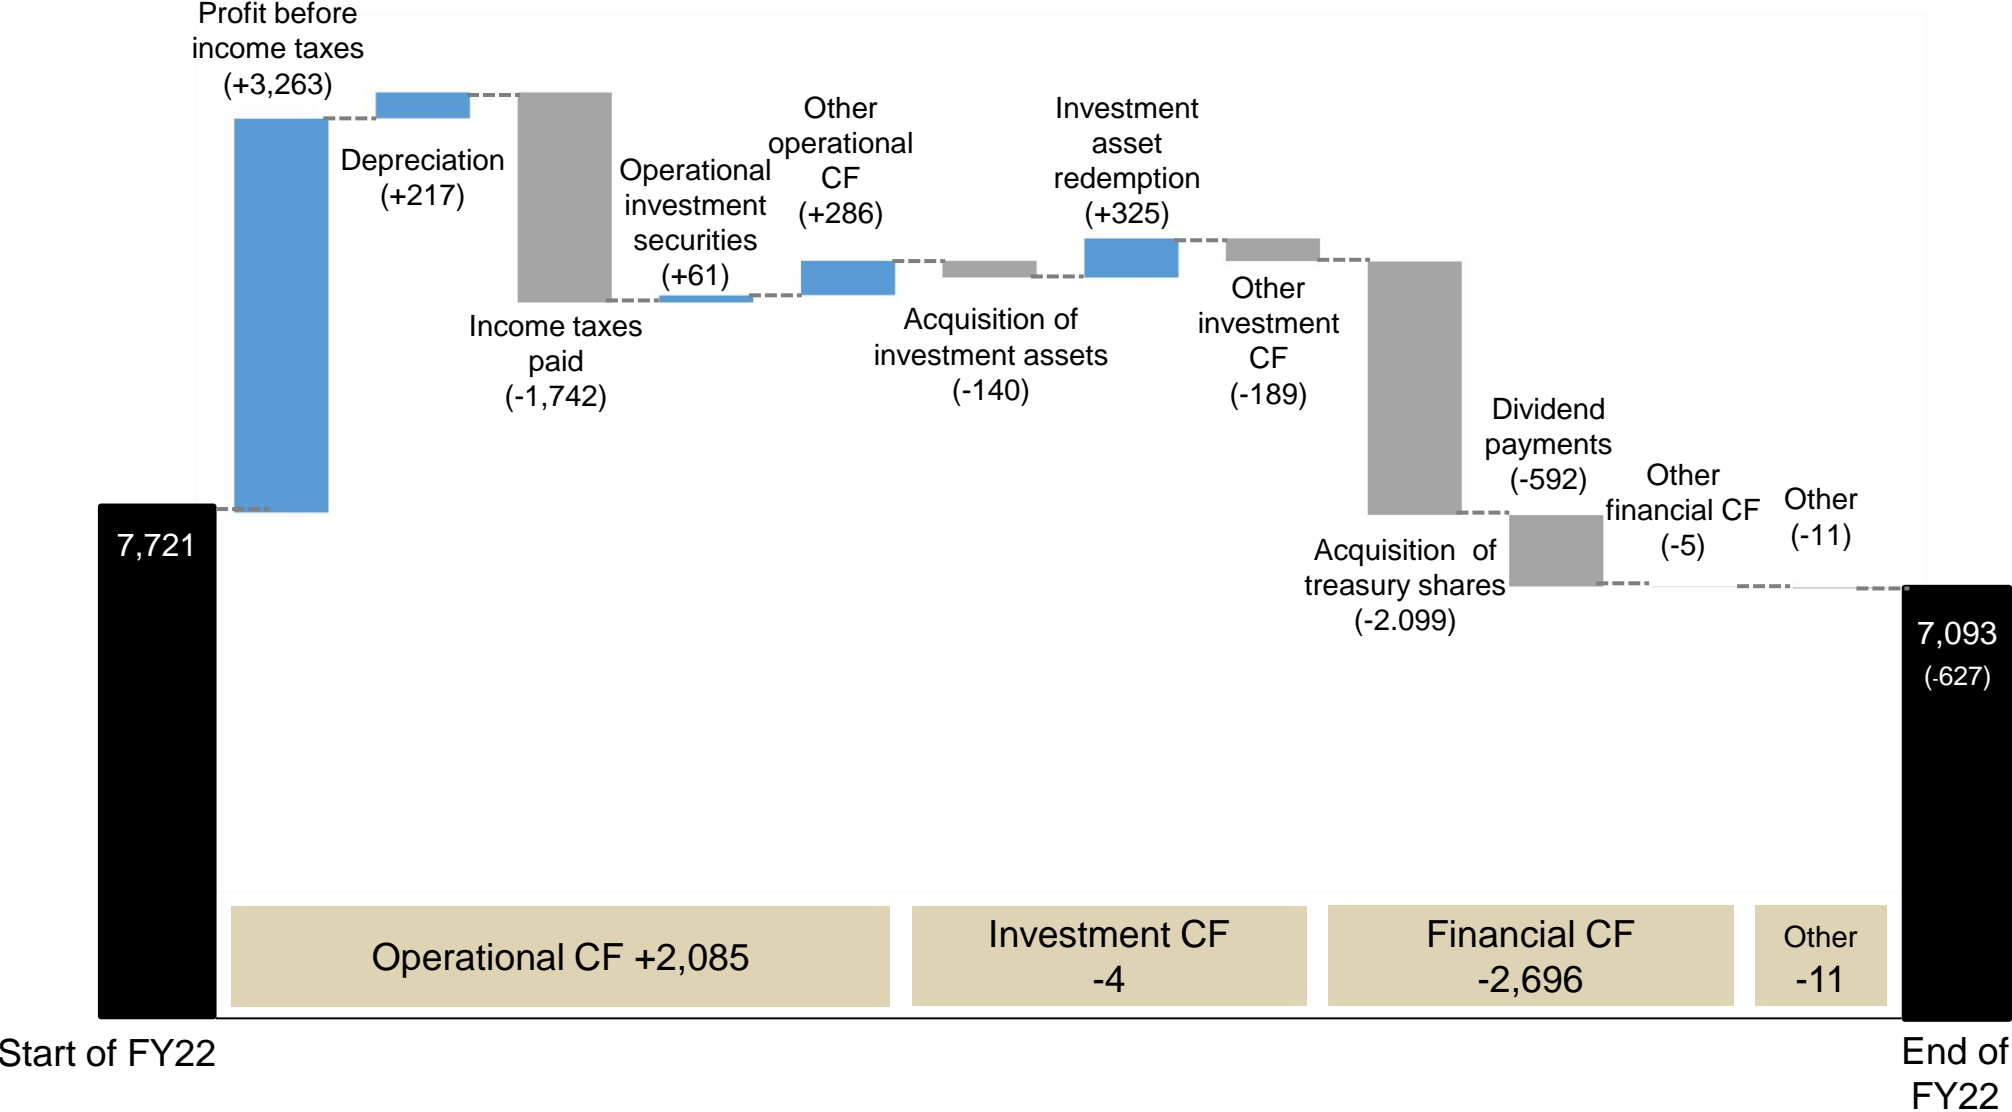 Profit before
income taxes
(+3,263)
Depreciation
(+217)
Income taxes
paid
(-1,742)
Operational
investment
securities
(+61)
Other
operational
CF
(+286)
Acquisition of
investment assets
(-140)
Investment
asset
redemption
(+325)
Other
investment
CF
(-189)
Acquisition of
treasury shares
(-2.099)
Dividend
payments
(-592)
Other
financial CF
(-5)
Other
(-11)
7,721
7,093
(-627)
Operational CF +2,085
Investment CF
-4
Financial CF
-2,696
Other
-11
Start of FY22
End of
FY22